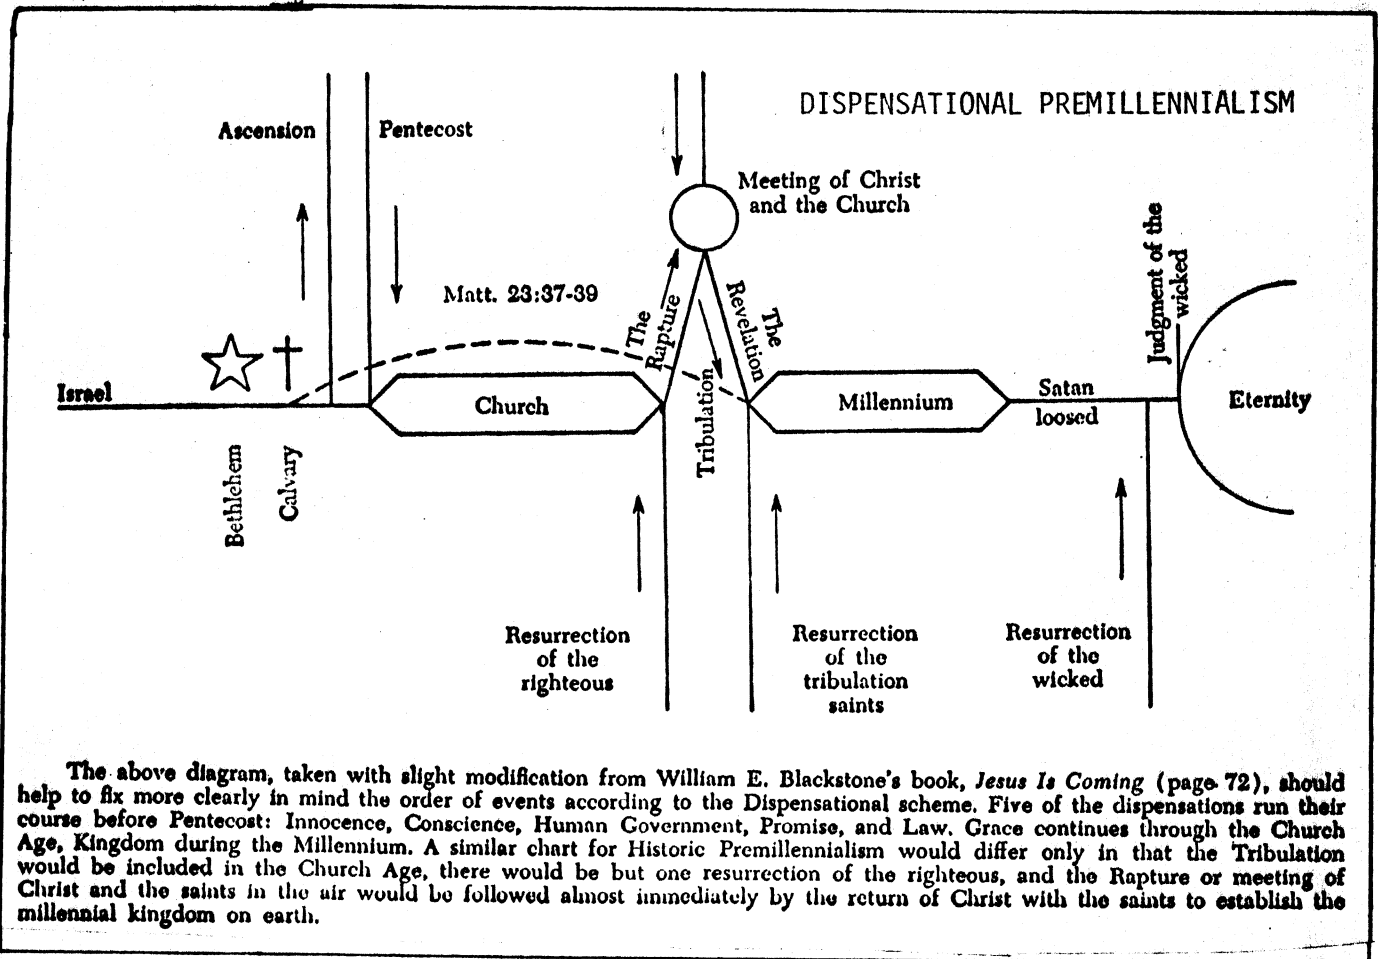 DISPENSATIONAL PREMILLENNIALISM
Ascension
Pentecost
Meeting of Christ
and the Church
Matt. 23:37-39
The
Rapture
The
Revelation
Judgment of the
wicked
Israel
Church
Tribulation
Millennium
Satan
loosed
Eternity
Bethlehem
Calvary
Resurrection
of the
righteous
Resurrection
of the
tribulation
saints
Resurrection
of the
wicked
The above diagram, taken with slight modification from William E. Blackstone's book, Jesus Is Coming (page 72), should
help to fix more clearly in mind the order of events according to the Dispensational scheme. Five of the dispensations run their
course before Pentecost: Innocence, Conscience, Human Government, Promise, and Law. Grace continues through the Church
Age, Kingdom during the Millennium. A similar chart for Historic Premillennialism would differ only in that the Tribulation
would be included in the Church Age, there would be but one resurrection of the righteous, and the Rapture or meeting of
Christ and the saints in the air would be followed almost immediately by the return of Christ with the saints to establish the
millennial kingdom on earth.